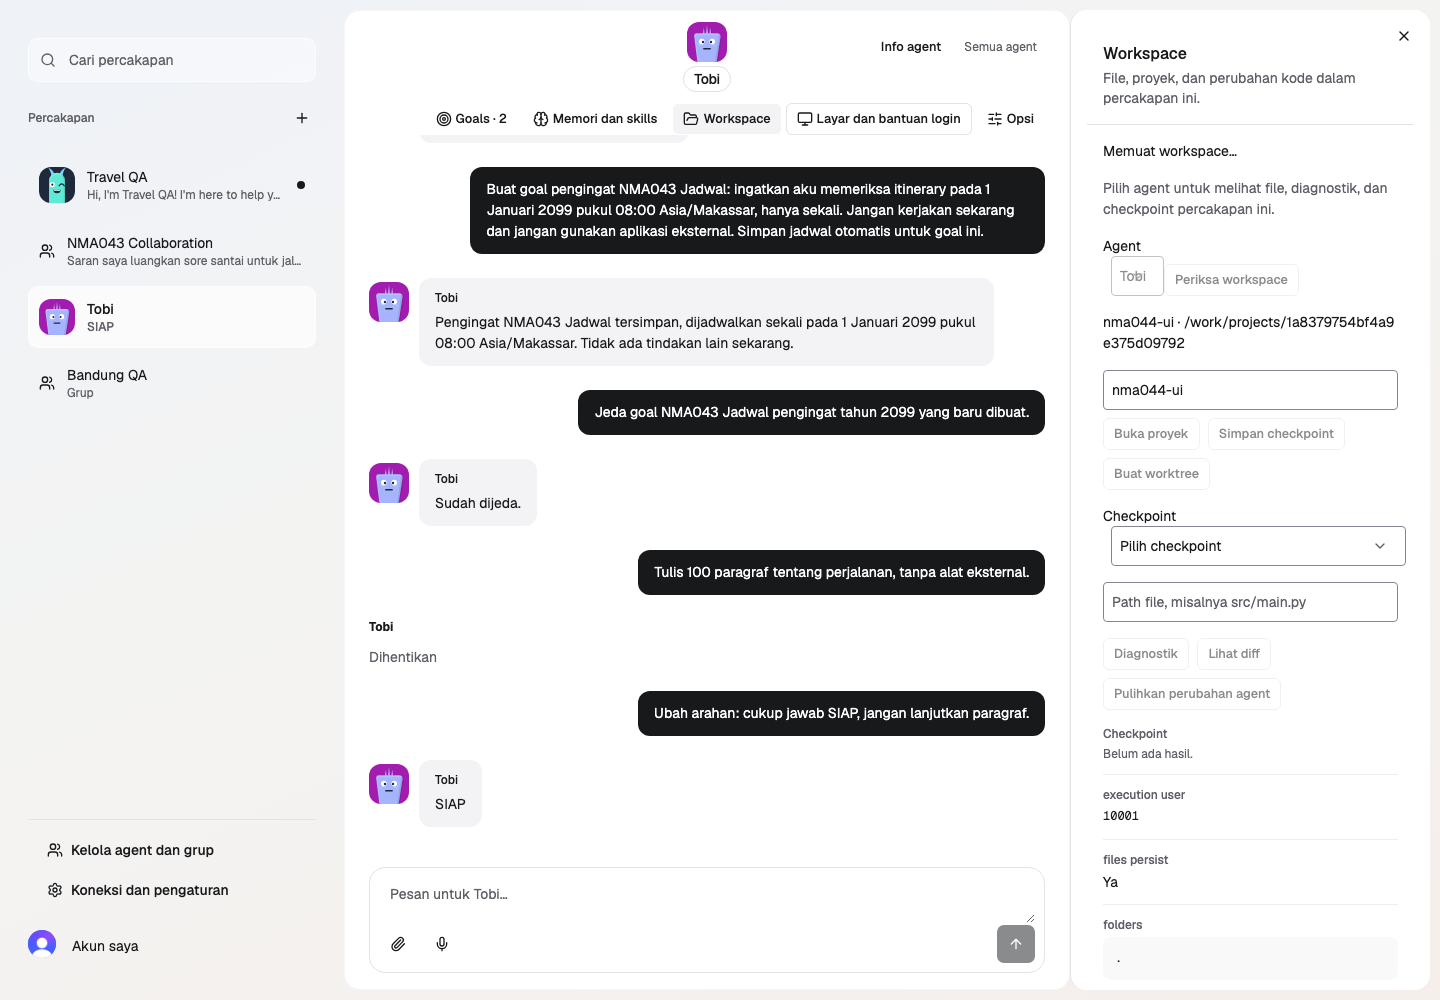 Cari percakapan
Percakapan
Travel QA
Hi, I'm Travel QA! I'm here to help y...
NMA043 Collaboration
Saran saya luangkan sore santai untuk jal...
Tobi
SIAP
Bandung QA
Grup
Kelola agent dan grup
Koneksi dan pengaturan
Akun saya
Tobi
Info agent
Semua agent
Goals · 2
Memori dan skills
Workspace
Layar dan bantuan login
Opsi
Buat goal pengingat NMA043 Jadwal: ingatkan aku memeriksa itinerary pada 1
Januari 2099 pukul 08:00 Asia/Makassar, hanya sekali. Jangan kerjakan sekarang
dan jangan gunakan aplikasi eksternal. Simpan jadwal otomatis untuk goal ini.
Tobi
Pengingat NMA043 Jadwal tersimpan, dijadwalkan sekali pada 1 Januari 2099 pukul
08:00 Asia/Makassar. Tidak ada tindakan lain sekarang.
Jeda goal NMA043 Jadwal pengingat tahun 2099 yang baru dibuat.
Tobi
Sudah dijeda.
Tulis 100 paragraf tentang perjalanan, tanpa alat eksternal.
Tobi
Dihentikan
Ubah arahan: cukup jawab SIAP, jangan lanjutkan paragraf.
Tobi
SIAP
Pesan untuk Tobi...
Workspace
File, proyek, dan perubahan kode dalam
percakapan ini.
Memuat workspace...
Pilih agent untuk melihat file, diagnostik, dan
checkpoint percakapan ini.
Agent
Tobi
Periksa workspace
nma044-ui · /work/projects/1a8379754bf4a9
e375d09792
nma044-ui
Buka proyek
Simpan checkpoint
Buat worktree
Checkpoint
Pilih checkpoint
Path file, misalnya src/main.py
Diagnostik
Lihat diff
Pulihkan perubahan agent
Checkpoint
Belum ada hasil.
execution user
10001
files persist
Ya
folders
.